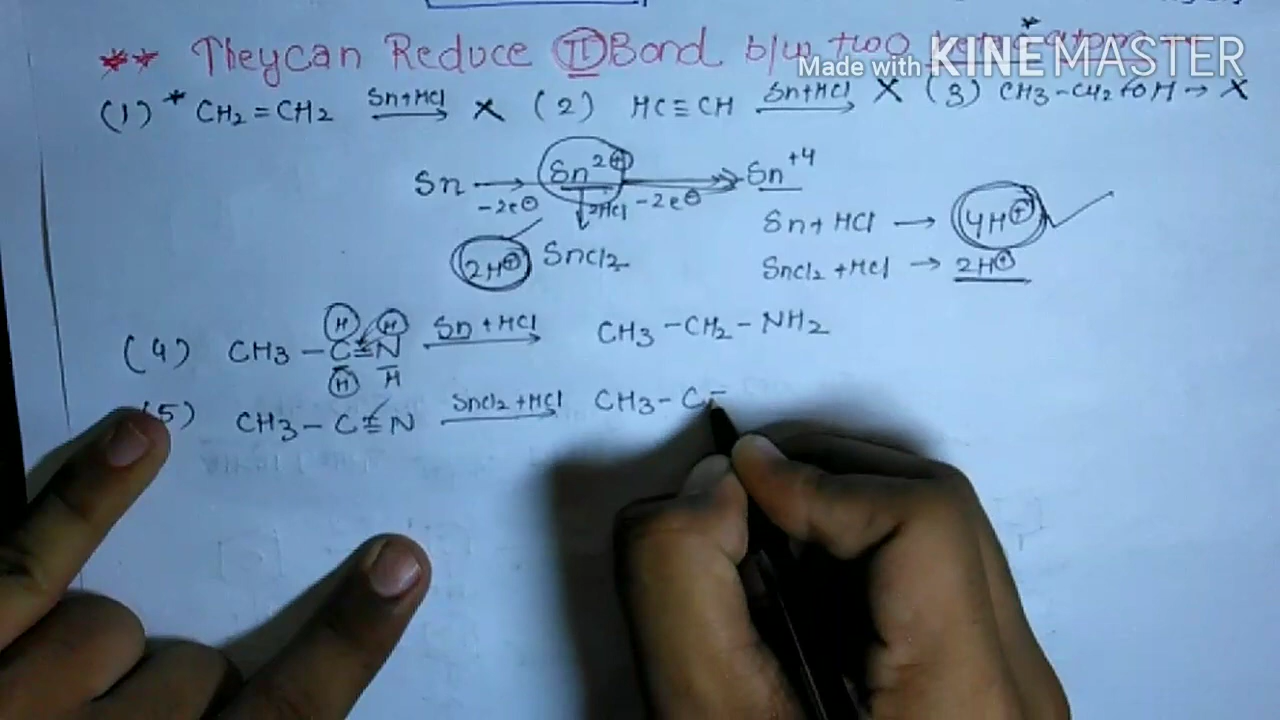 ** They can Reduce π Bond b/w two
Made with KINEMASTER
(1) * CH2=CH2 Sn+HCl → X (2) HC≡CH Sn+HCl → X (3) CH3-CH2+OH → X
Sn → -2e⊖ Sn2⊕ → -2e⊖ Sn+4
2HCl
2H⊕ SnCl2
Sn + HCl → 4H⊕
SnCl2 + HCl → 2H⊕
H H
(4) CH3-C≡N Sn+HCl → CH3-CH2-NH2
H H
(5) CH3-C≡N SnCl2+HCl → CH3-C=